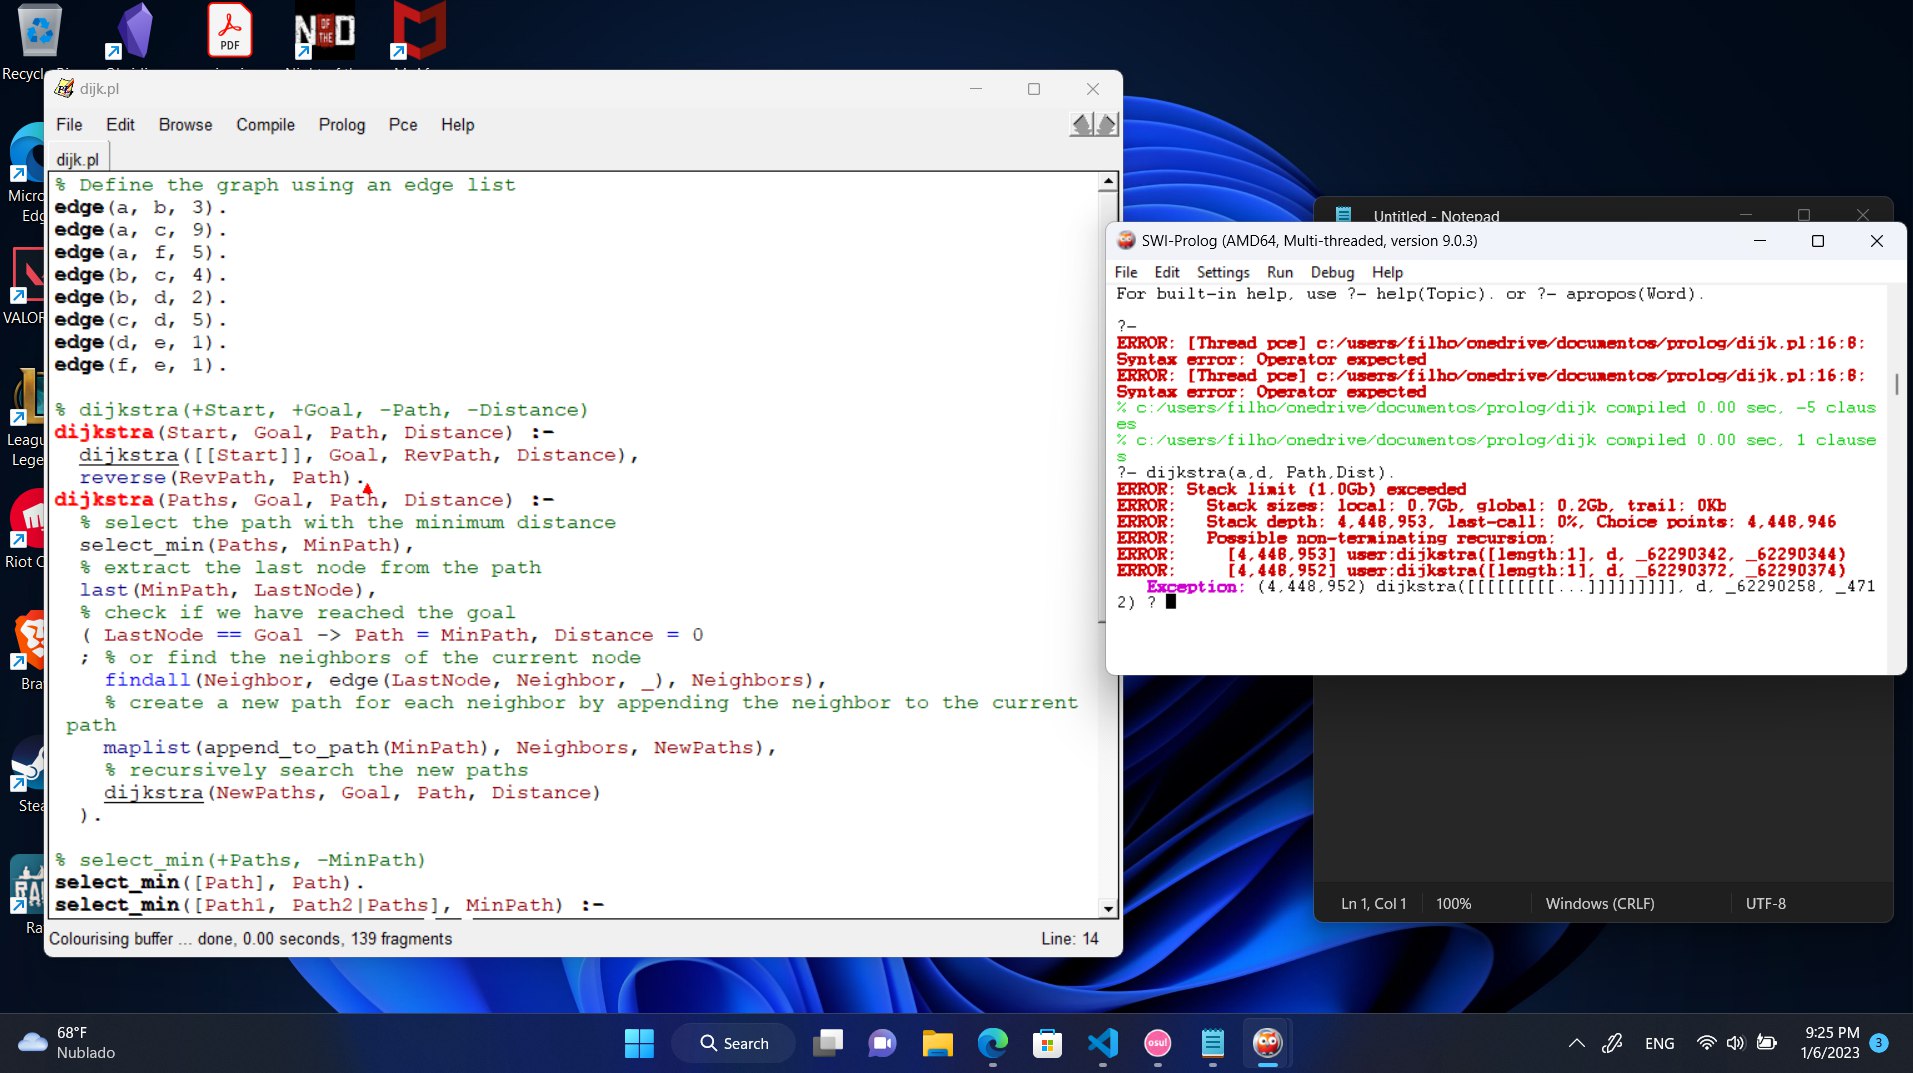 PDF
NIGHT OF THE D
Recycl
dijk.pl
File Edit Browse Compile Prolog Pce Help
dijk.pl
% Define the graph using an edge list
edge(a, b, 3).
edge(a, c, 9).
edge(a, f, 5).
edge(b, c, 4).
edge(b, d, 2).
edge(c, d, 5).
edge(d, e, 1).
edge(f, e, 1).
% dijkstra(+Start, +Goal, -Path, -Distance)
dijkstra(Start, Goal, Path, Distance) :-
dijkstra([[Start]], Goal, RevPath, Distance),
reverse(RevPath, Path).
dijkstra(Paths, Goal, Path, Distance) :-
% select the path with the minimum distance
select_min(Paths, MinPath),
% extract the last node from the path
last(MinPath, LastNode),
% check if we have reached the goal
( LastNode == Goal -> Path = MinPath, Distance = 0
; % or find the neighbors of the current node
findall(Neighbor, edge(LastNode, Neighbor, _), Neighbors),
% create a new path for each neighbor by appending the neighbor to the current
path
maplist(append_to_path(MinPath), Neighbors, NewPaths),
% recursively search the new paths
dijkstra(NewPaths, Goal, Path, Distance)
).
% select_min(+Paths, -MinPath)
select_min([Path], Path).
select_min([Path1, Path2|Paths], MinPath) :-
Colourising buffer ... done, 0.00 seconds, 139 fragments
Line: 14
Micro
Edg
VALOR
Leagu
Lege
Riot C
Bra
Stea
Ra
Untitled - Notepad
SWI-Prolog (AMD64, Multi-threaded, version 9.0.3)
File Edit Settings Run Debug Help
For built-in help, use ?- help(Topic). or ?- apropos(Word).
?-
ERROR: [Thread pce] c:/users/filho/onedrive/documentos/prolog/dijk.pl:16:8:
Syntax error: Operator expected
ERROR: [Thread pce] c:/users/filho/onedrive/documentos/prolog/dijk.pl:16:8:
Syntax error: Operator expected
% c:/users/filho/onedrive/documentos/prolog/dijk compiled 0.00 sec, -5 claus
es
% c:/users/filho/onedrive/documentos/prolog/dijk compiled 0.00 sec, 1 clause
s
?- dijkstra(a,d, Path,Dist).
ERROR: Stack limit (1.0Gb) exceeded
ERROR: Stack sizes: local: 0.7Gb, global: 0.2Gb, trail: 0Kb
ERROR: Stack depth: 4,448,953, last-call: 0%, Choice points: 4,448,946
ERROR: Possible non-terminating recursion:
ERROR: [4,448,953] user:dijkstra([length:1], d, _62290342, _62290344)
ERROR: [4,448,952] user:dijkstra([length:1], d, _62290372, _62290374)
Exception: (4,448,952) dijkstra([[[[[[[[[[...]]]]]]]]]], d, _62290258, _471
2) ?
Ln 1, Col 1 100% Windows (CRLF) UTF-8
68°F
Nublado
Search
osu!
ENG
9:25 PM
1/6/2023
3